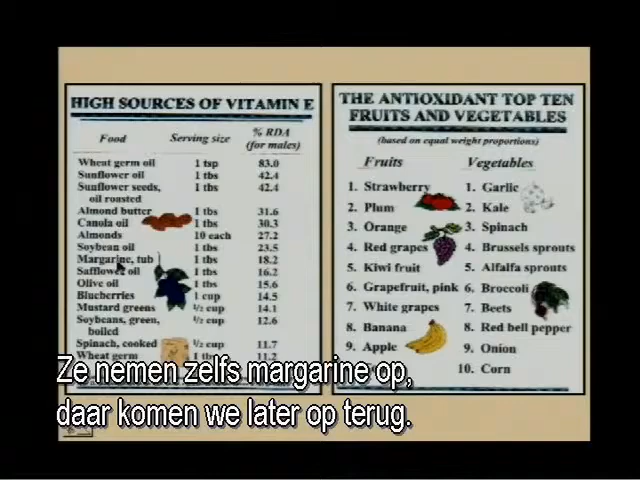 HIGH SOURCES OF VITAMIN E
Food Serving size % RDA (for males)
Wheat germ oil 1 tsp 83.0
Sunflower oil 1 tbs 42.4
Sunflower seeds, 1 tbs 42.4
oil roasted
Almond butter 1 tbs 31.6
Canola oil 1 tbs 30.3
Almonds 10 each 27.2
Soybean oil 1 tbs 23.5
Margarine, tub 1 tbs 18.2
Safflower oil 1 tbs 16.2
Olive oil 1 tbs 15.6
Blueberries 1 cup 14.5
Mustard greens ½ cup 14.1
Soybeans, green, ½ cup 12.6
boiled
Spinach, cooked ½ cup 11.7
Wheat germ 1 tbs 11.2
THE ANTIOXIDANT TOP TEN
FRUITS AND VEGETABLES
(based on equal weight proportions)
Fruits Vegetables
1. Strawberry 1. Garlic
2. Plum 2. Kale
3. Orange 3. Spinach
4. Red grapes 4. Brussels sprouts
5. Kiwi fruit 5. Alfalfa sprouts
6. Grapefruit, pink 6. Broccoli
7. White grapes 7. Beets
8. Banana 8. Red bell pepper
9. Apple 9. Onion
10. Corn
Ze nemen zelfs margarine op,
daar komen we later op terug.